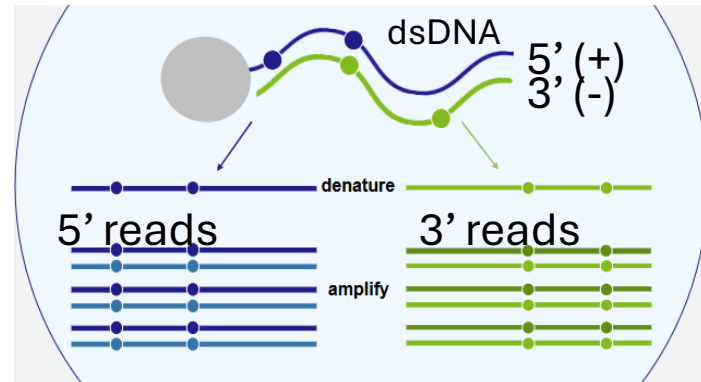 dsDNA
5’ (+)
3’ (-)
denature
5’ reads
3’ reads
amplify